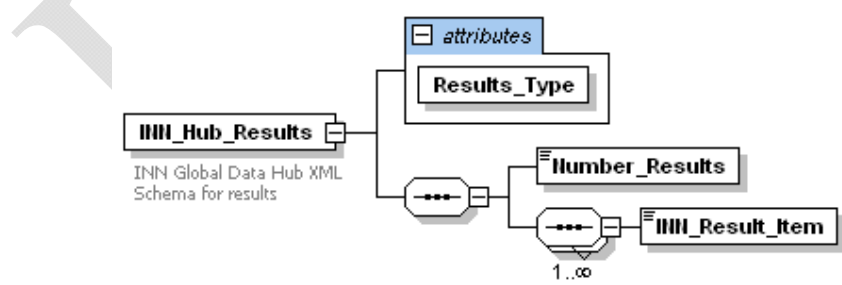 attributes
Results_Type
INN_Hub_Results
INN Global Data Hub XML
Schema for results
Number_Results
INN_Result_Item
1..∞